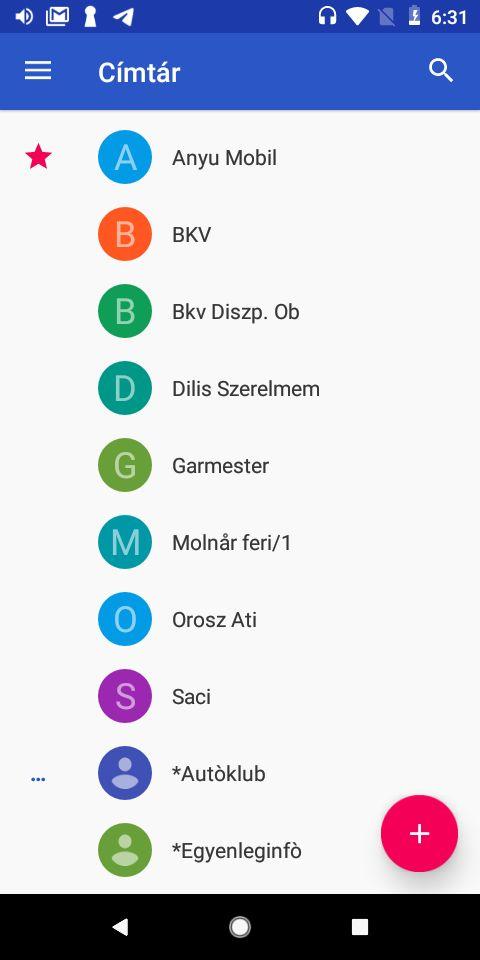 6:31
Címtár
A Anyu Mobil
B BKV
B Bkv Diszp. Ob
D Dilis Szerelmem
G Garmester
M Molnår feri/1
O Orosz Ati
S Saci
... *Autòklub
*Egyenleginfò